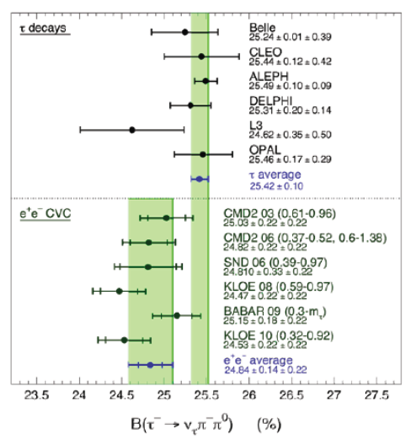 τ decays
Belle
25.24 ± 0.01 ± 0.39
CLEO
25.44 ± 0.12 ± 0.42
ALEPH
25.49 ± 0.10 ± 0.09
DELPHI
25.31 ± 0.20 ± 0.14
L3
24.62 ± 0.35 ± 0.50
OPAL
25.46 ± 0.17 ± 0.29
τ average
25.42 ± 0.10
e⁺e⁻ CVC
CMD2 03 (0.61-0.96)
25.03 ± 0.22 ± 0.22
CMD2 06 (0.37-0.52, 0.6-1.38)
24.82 ± 0.22 ± 0.22
SND 06 (0.39-0.97)
24.810 ± 0.33 ± 0.22
KLOE 08 (0.59-0.97)
24.47 ± 0.22 ± 0.22
BABAR 09 (0.3-mτ)
25.15 ± 0.18 ± 0.22
KLOE 10 (0.32-0.92)
24.53 ± 0.22 ± 0.22
e⁺e⁻ average
24.84 ± 0.14 ± 0.22
23.5 24 24.5 25 25.5 26 26.5 27 27.5 28
B(τ⁻ → ντπ⁻π⁰) (%)